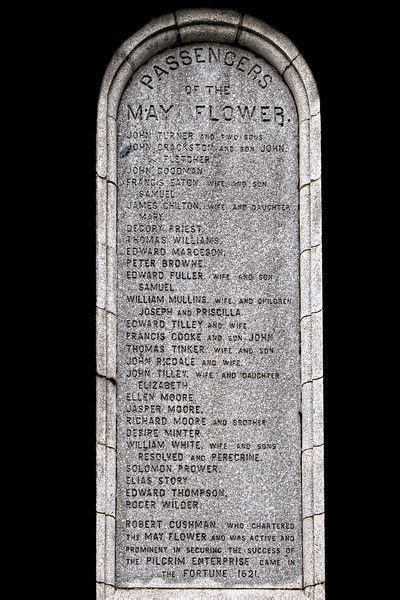 PASSENGERS
OF THE
MAY FLOWER.
JOHN TURNER AND TWO SONS
JOHN CRACKSTON AND SON JOHN.
FLETCHER
JOHN GOODMAN
FRANCIS EATON, WIFE AND SON
SAMUEL
JAMES CHILTON, WIFE AND DAUGHTER
MARY.
DEGORY PRIEST.
THOMAS WILLIAMS.
EDWARD MARGESON.
PETER BROWNE.
EDWARD FULLER, WIFE AND SON
SAMUEL
WILLIAM MULLINS, WIFE AND CHILDREN
JOSEPH AND PRISCILLA.
EDWARD TILLEY AND WIFE.
FRANCIS COOKE AND SON JOHN
THOMAS TINKER, WIFE AND SON
JOHN RIGDALE AND WIFE.
JOHN TILLEY, WIFE AND DAUGHTER
ELIZABETH.
ELLEN MOORE.
JASPER MOORE.
RICHARD MOORE AND BROTHER
DESIRE MINTER.
WILLIAM WHITE, WIFE AND SONS
RESOLVED AND PEREGRINE.
SOLOMON PROWER.
ELIAS STORY
EDWARD THOMPSON.
ROGER WILDER.
ROBERT CUSHMAN, WHO CHARTERED
THE MAY FLOWER AND WAS ACTIVE AND
PROMINENT IN SECURING THE SUCCESS OF
THE PILGRIM ENTERPRISE CAME IN
THE FORTUNE 1621.